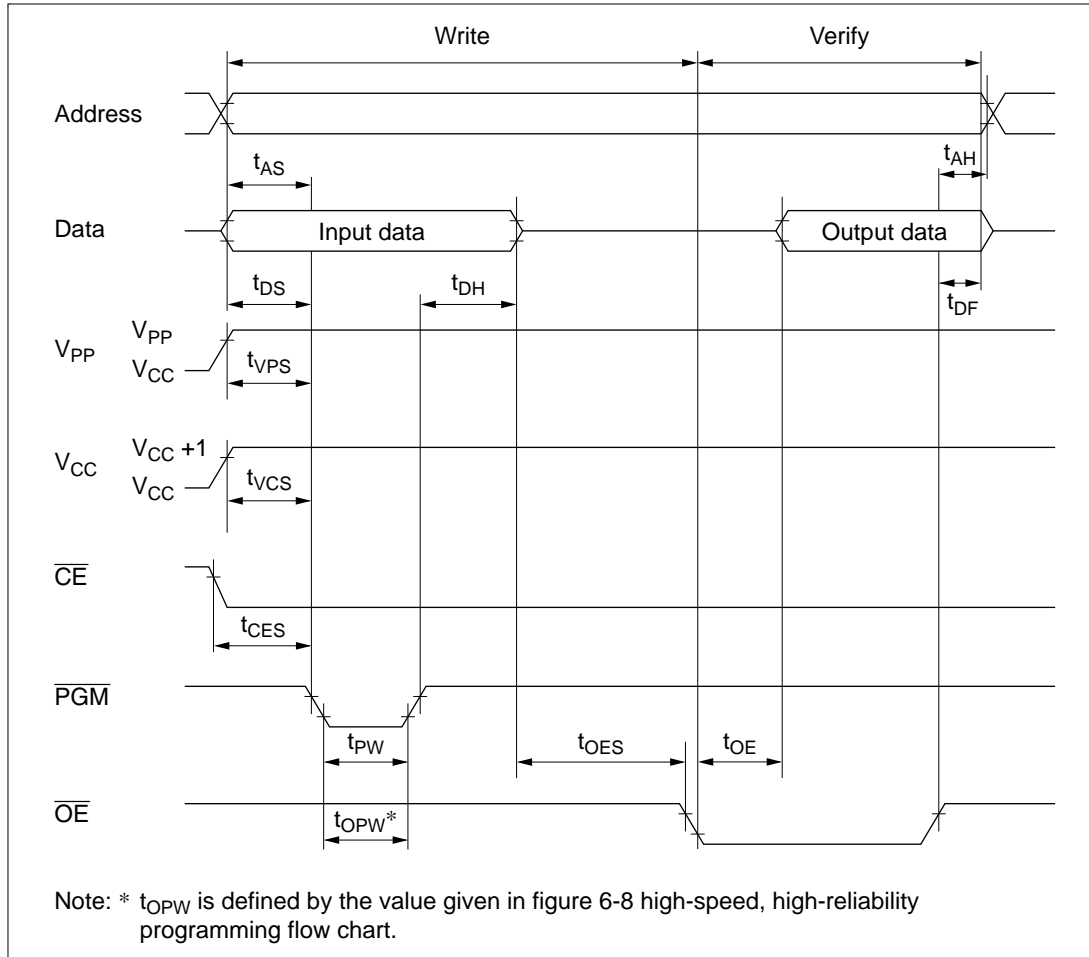 Write Verify
Address
tAS tAH
Data Input data Output data
tDS tDH tDF
VPP VPP
VCC tVPS
VCC VCC +1
VCC tVCS
CE
tCES
PGM
tPW tOES tOE
OE
tOPW*
Note: * tOPW is defined by the value given in figure 6-8 high-speed, high-reliability
programming flow chart.